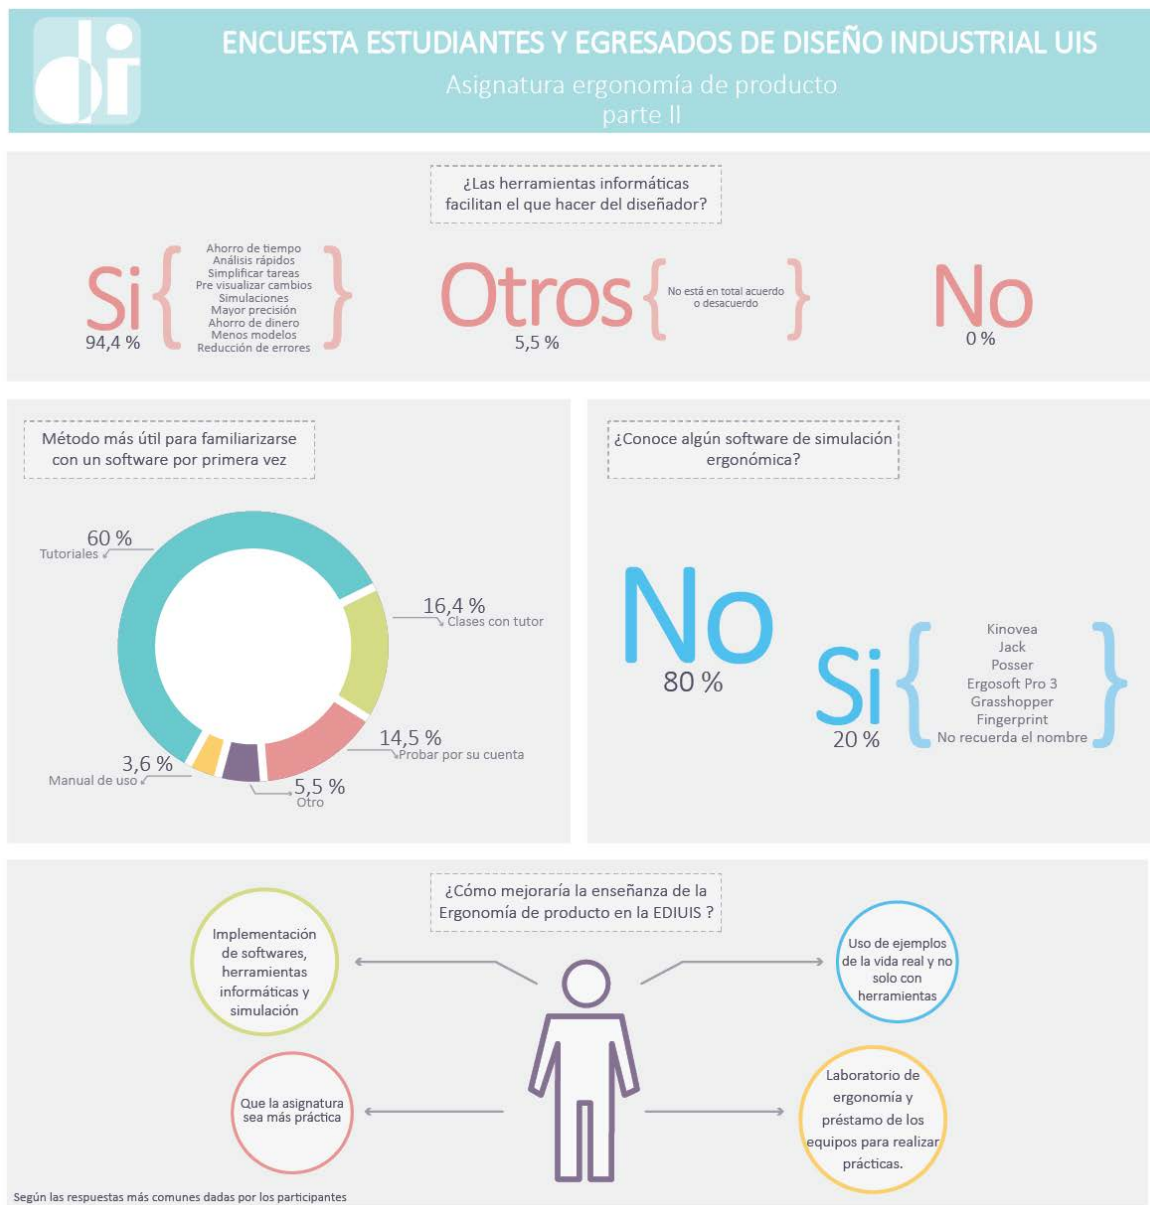 di
ENCUESTA ESTUDIANTES Y EGRESADOS DE DISEÑO INDUSTRIAL UIS
Asignatura ergonomía de producto
parte II
¿Las herramientas informáticas
facilitan el que hacer del diseñador?
Si
94,4 %
Ahorro de tiempo
Análisis rápidos
Simplificar tareas
Pre visualizar cambios
Simulaciones
Mayor precisión
Ahorro de dinero
Menos modelos
Reducción de errores
Otros
5,5 %
No está en total acuerdo
o desacuerdo
No
0 %
Método más útil para familiarizarse
con un software por primera vez
60 %
Tutoriales
16,4 %
Clases con tutor
14,5 %
Probar por su cuenta
5,5 %
Otro
3,6 %
Manual de uso
¿Conoce algún software de simulación
ergonómica?
No
80 %
Si
20 %
Kinovea
Jack
Posser
Ergosoft Pro 3
Grasshopper
Fingerprint
No recuerda el nombre
¿Cómo mejoraría la enseñanza de la
Ergonomía de producto en la EDIUIS ?
Implementación
de softwares,
herramientas
informáticas y
simulación
Uso de ejemplos
de la vida real y no
solo con
herramientas
Que la asignatura
sea más práctica
Laboratorio de
ergonomía y
préstamo de los
equipos para realizar
prácticas.
Según las respuestas más comunes dadas por los participantes